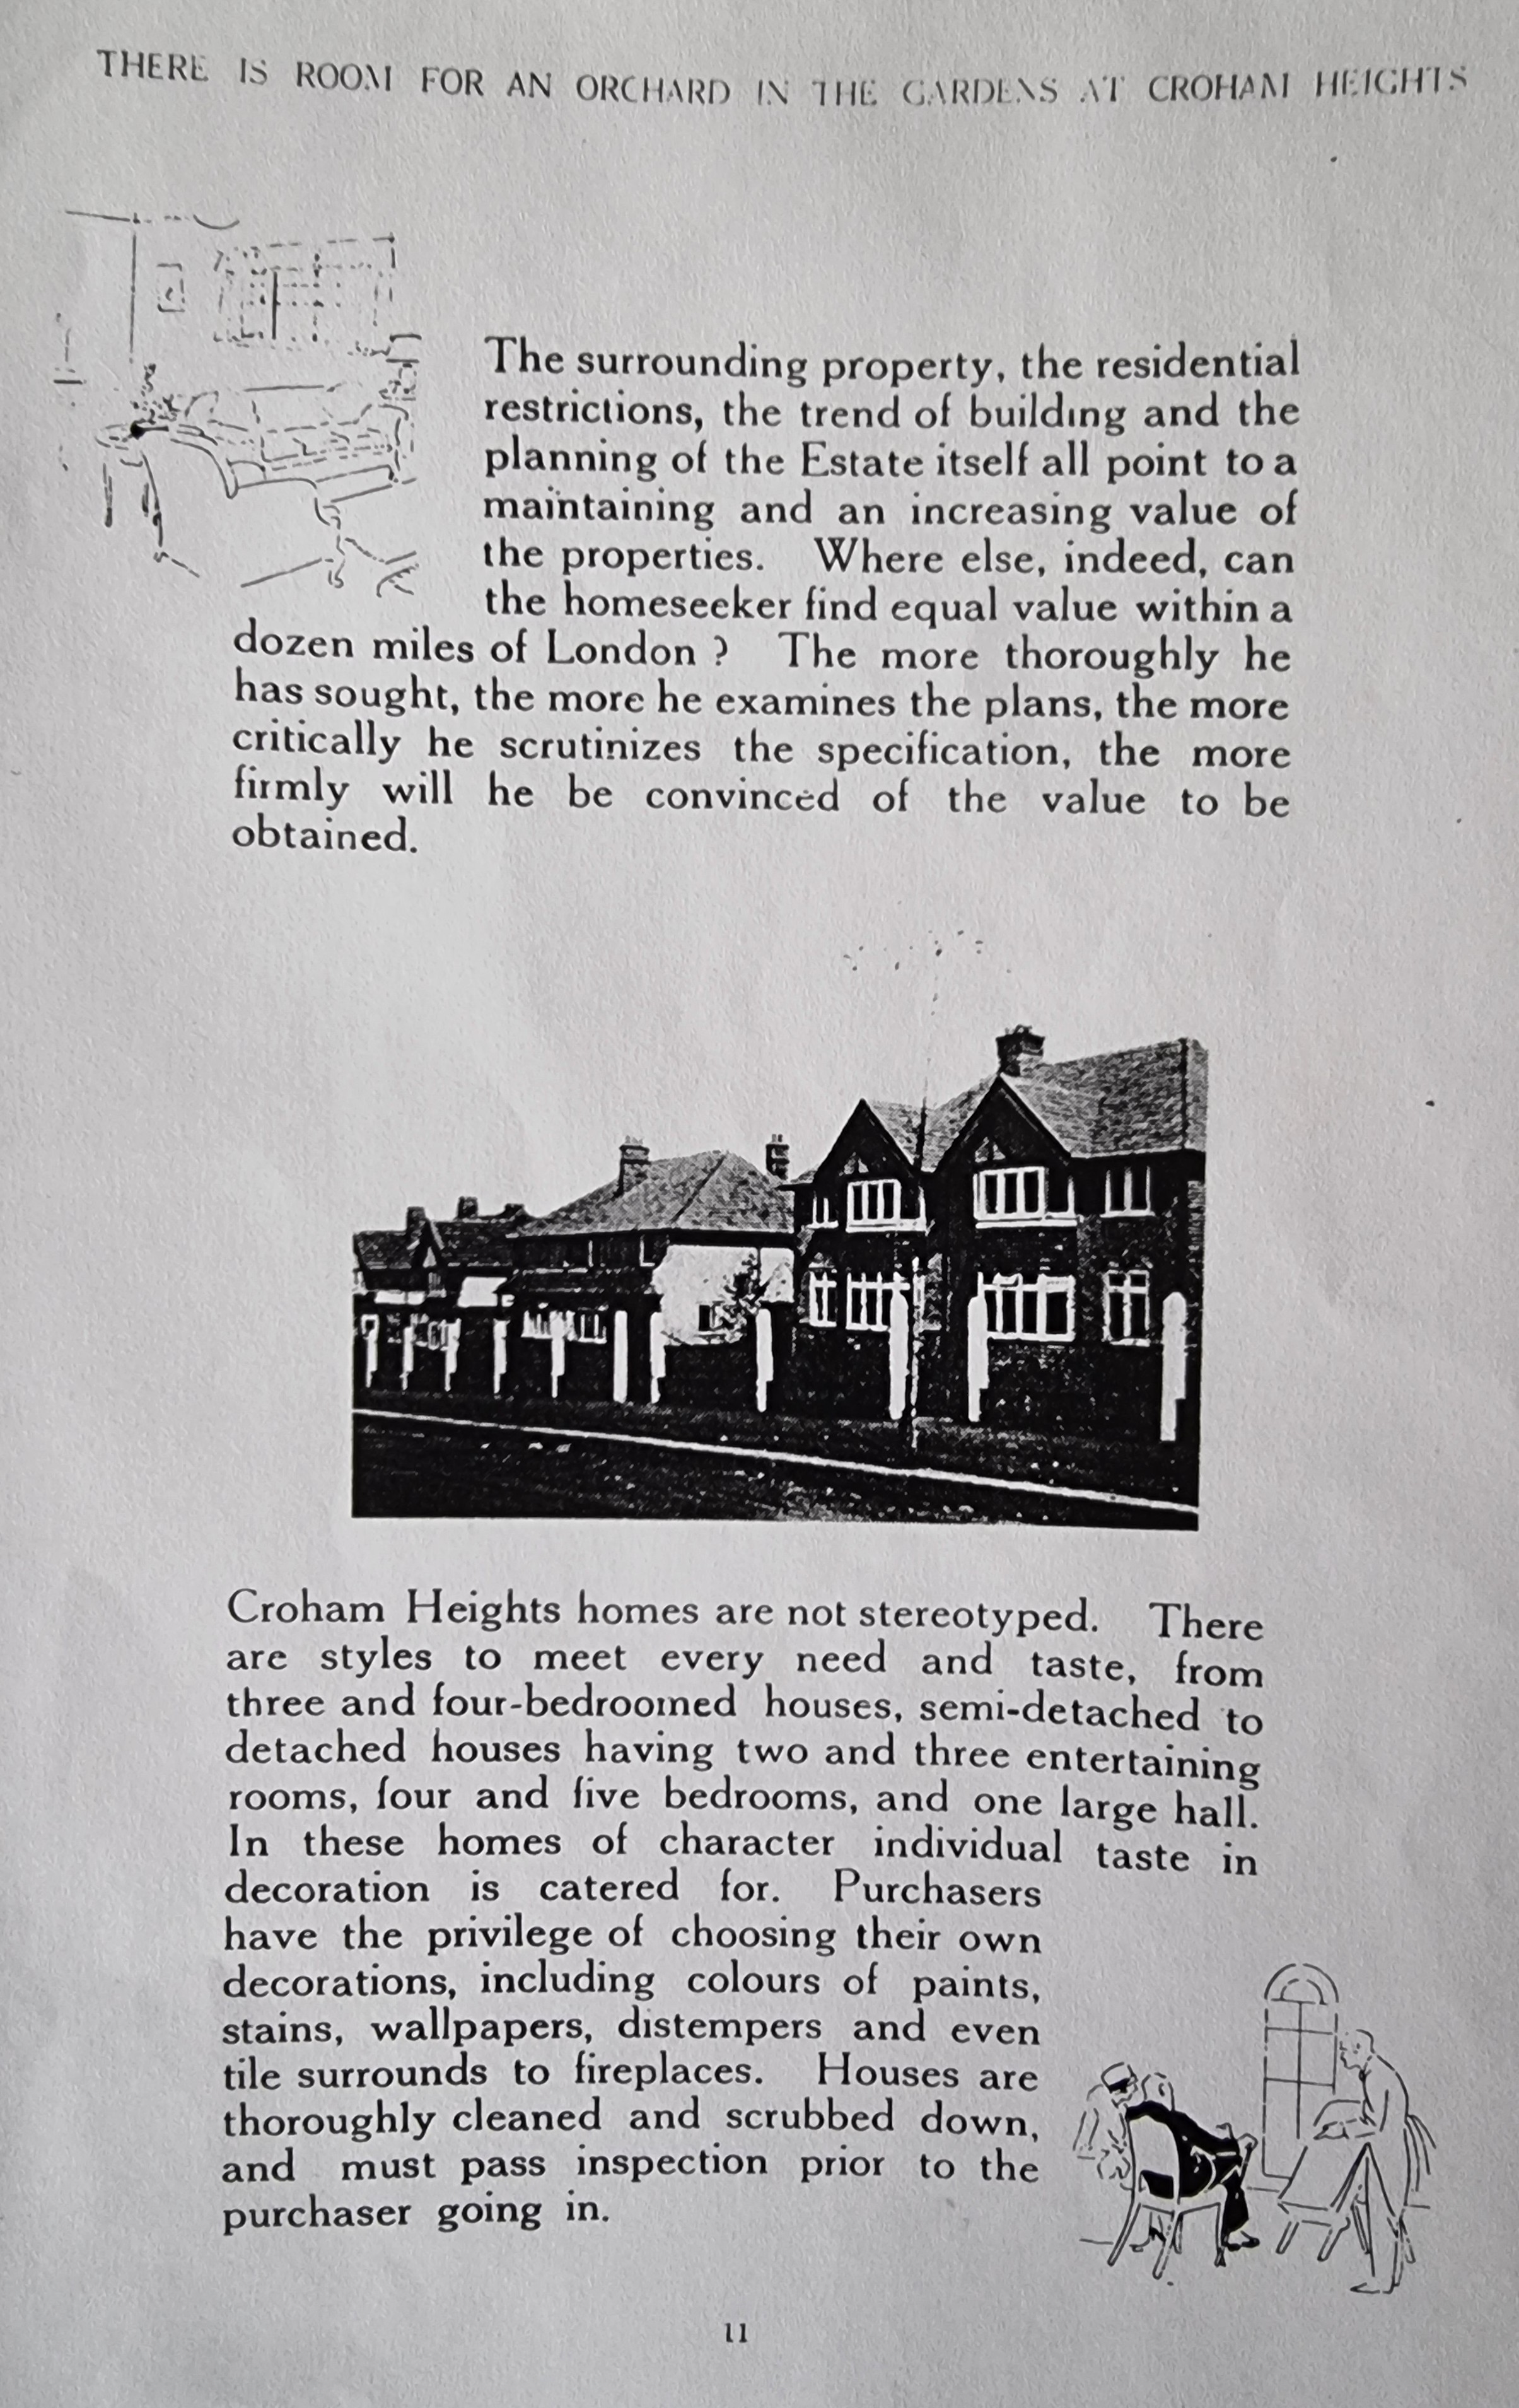 THERE IS ROOM FOR AN ORCHARD IN THE GARDENS AT CROHAM HEIGHTS
The surrounding property, the residential
restrictions, the trend of building and the
planning of the Estate itself all point to a
maintaining and an increasing value of
the properties. Where else, indeed, can
the homeseeker find equal value within a
dozen miles of London ? The more thoroughly he
has sought, the more he examines the plans, the more
critically he scrutinizes the specification, the more
firmly will he be convinced of the value to be
obtained.
Croham Heights homes are not stereotyped. There
are styles to meet every need and taste, from
three and four-bedroomed houses, semi-detached to
detached houses having two and three entertaining
rooms, four and five bedrooms, and one large hall.
In these homes of character individual taste in
decoration is catered for. Purchasers
have the privilege of choosing their own
decorations, including colours of paints,
stains, wallpapers, distempers and even
tile surrounds to fireplaces. Houses are
thoroughly cleaned and scrubbed down,
and must pass inspection prior to the
purchaser going in.
11